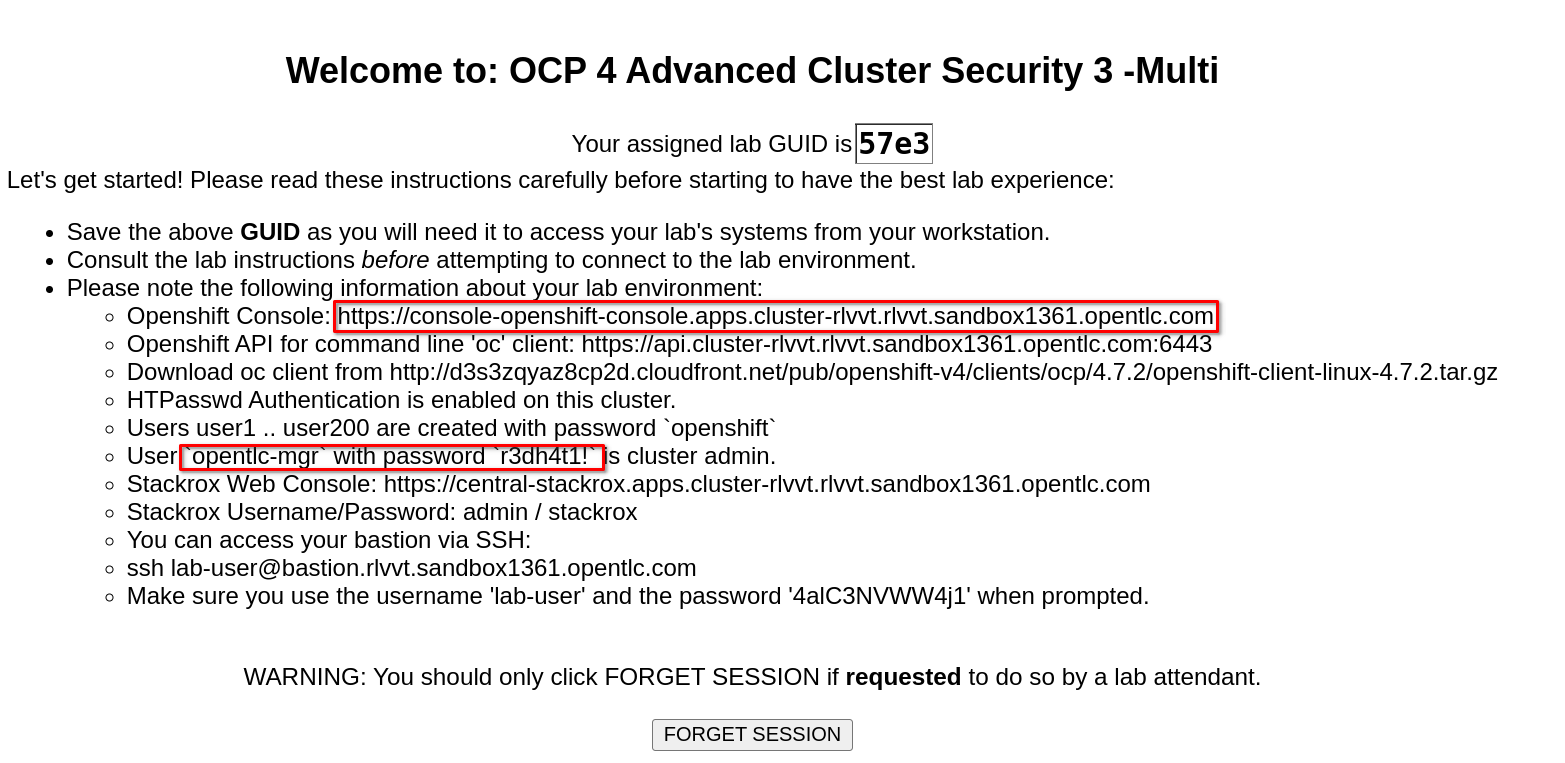 Welcome to: OCP 4 Advanced Cluster Security 3 -Multi
Your assigned lab GUID is 57e3
Let's get started! Please read these instructions carefully before starting to have the best lab experience:
Save the above GUID as you will need it to access your lab's systems from your workstation.
Consult the lab instructions before attempting to connect to the lab environment.
Please note the following information about your lab environment:
Openshift Console: https://console-openshift-console.apps.cluster-rlvvt.rlvvt.sandbox1361.opentlc.com
Openshift API for command line 'oc' client: https://api.cluster-rlvvt.rlvvt.sandbox1361.opentlc.com:6443
Download oc client from http://d3s3zqyaz8cp2d.cloudfront.net/pub/openshift-v4/clients/ocp/4.7.2/openshift-client-linux-4.7.2.tar.gz
HTPasswd Authentication is enabled on this cluster.
Users user1 .. user200 are created with password `openshift`
User `opentlc-mgr` with password `r3dh4t1!` is cluster admin.
Stackrox Web Console: https://central-stackrox.apps.cluster-rlvvt.rlvvt.sandbox1361.opentlc.com
Stackrox Username/Password: admin / stackrox
You can access your bastion via SSH:
ssh lab-user@bastion.rlvvt.sandbox1361.opentlc.com
Make sure you use the username 'lab-user' and the password '4alC3NVWW4j1' when prompted.
WARNING: You should only click FORGET SESSION if requested to do so by a lab attendant.
FORGET SESSION